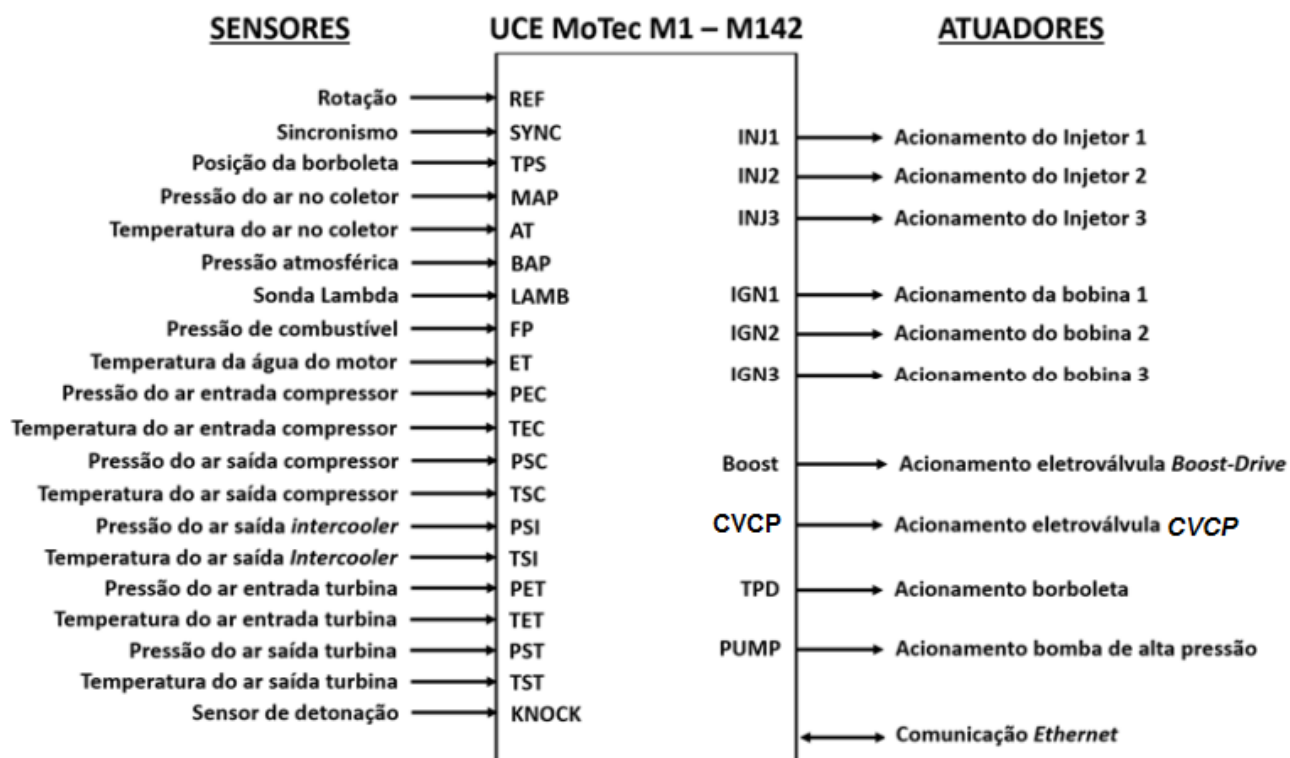 SENSORES
UCE MoTec M1 – M142
ATUADORES
Rotação
REF
Sincronismo
SYNC
Posição da borboleta
TPS
Pressão do ar no coletor
MAP
Temperatura do ar no coletor
AT
Pressão atmosférica
BAP
Sonda Lambda
LAMB
Pressão de combustível
FP
Temperatura da água do motor
ET
Pressão do ar entrada compressor
PEC
Temperatura do ar entrada compressor
TEC
Pressão do ar saída compressor
PSC
Temperatura do ar saída compressor
TSC
Pressão do ar saída intercooler
PSI
Temperatura do ar saída Intercooler
TSI
Pressão do ar entrada turbina
PET
Temperatura do ar entrada turbina
TET
Pressão do ar saída turbina
PST
Temperatura do ar saída turbina
TST
Sensor de detonação
KNOCK
INJ1
Acionamento do Injetor 1
INJ2
Acionamento do Injetor 2
INJ3
Acionamento do Injetor 3
IGN1
Acionamento da bobina 1
IGN2
Acionamento do bobina 2
IGN3
Acionamento do bobina 3
Boost
Acionamento eletroválvula Boost-Drive
CVCP
Acionamento eletroválvula CVCP
TPD
Acionamento borboleta
PUMP
Acionamento bomba de alta pressão
Comunicação Ethernet